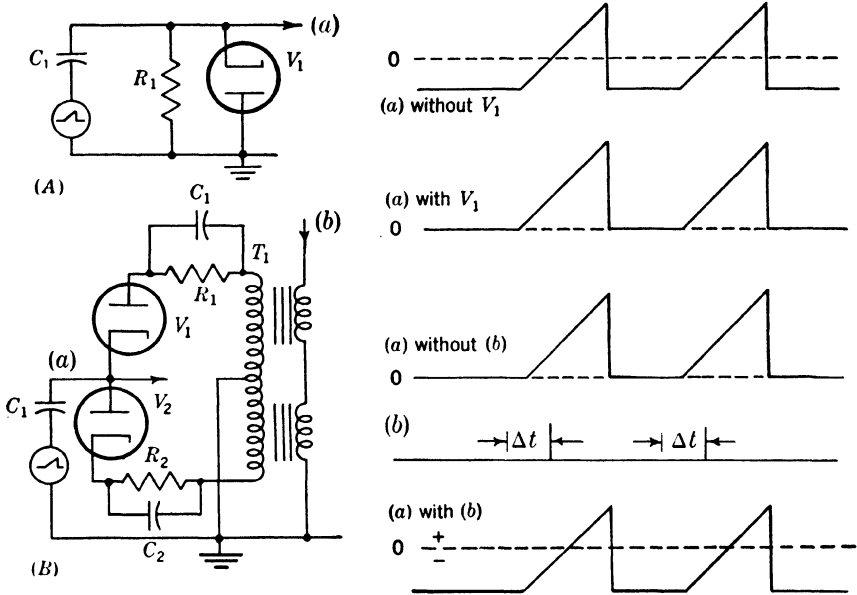 (a)
C1
R1
V1
(A)
C1
(b)
T1
R1
V1
(a)
C1
V2
R2
C2
(B)
0
(a) without V1
(a) with V1
0
(a) without (b)
0
(b)
Δt
Δt
(a) with (b)
+
0
−